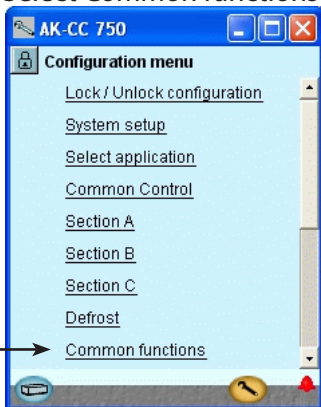 Select Common functions
AK-CC 750
Configuration menu
Lock / Unlock configuration
System setup
Select application
Common Control
Section A
Section B
Section C
Defrost
Common functions